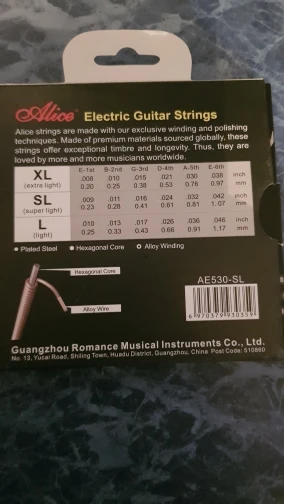 Alice Electric Guitar Strings
Alice strings are made with our exclusive winding and polishing
techniques. Made of premium materials sourced globally, these
strings offer exceptional timbre and longevity. Thus, they are
loved by more and more musicians worldwide.
E-1st B-2nd G-3rd D-4th A-5th E-6th
XL .008 .010 .015 .021 .030 .038 inch
(extra light) 0.20 0.25 0.38 0.53 0.76 0.97 mm
SL .009 .011 .016 .024 .032 .042 inch
(super light) 0.23 0.28 0.41 0.61 0.81 1.07 mm
L .010 .013 .017 .026 .036 .046 inch
(light) 0.25 0.33 0.43 0.66 0.91 1.17 mm
Plated Steel Hexagonal Core Alloy Winding
Hexagonal Core
AE530-SL
Alloy Wire
6 970379 930359
Guangzhou Romance Musical Instruments Co., Ltd.
No. 13, Yucai Road, Shiling Town, Huadu District, Guangzhou, China Post Code: 510860